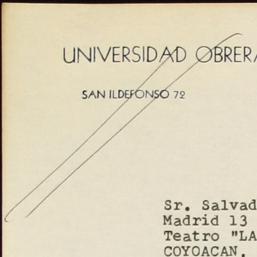 UNIVERSIDAD OBRERA
SAN ILDEFONSO 72
Sr. Salvad
Madrid 13
Teatro "LA
COYOACAN.